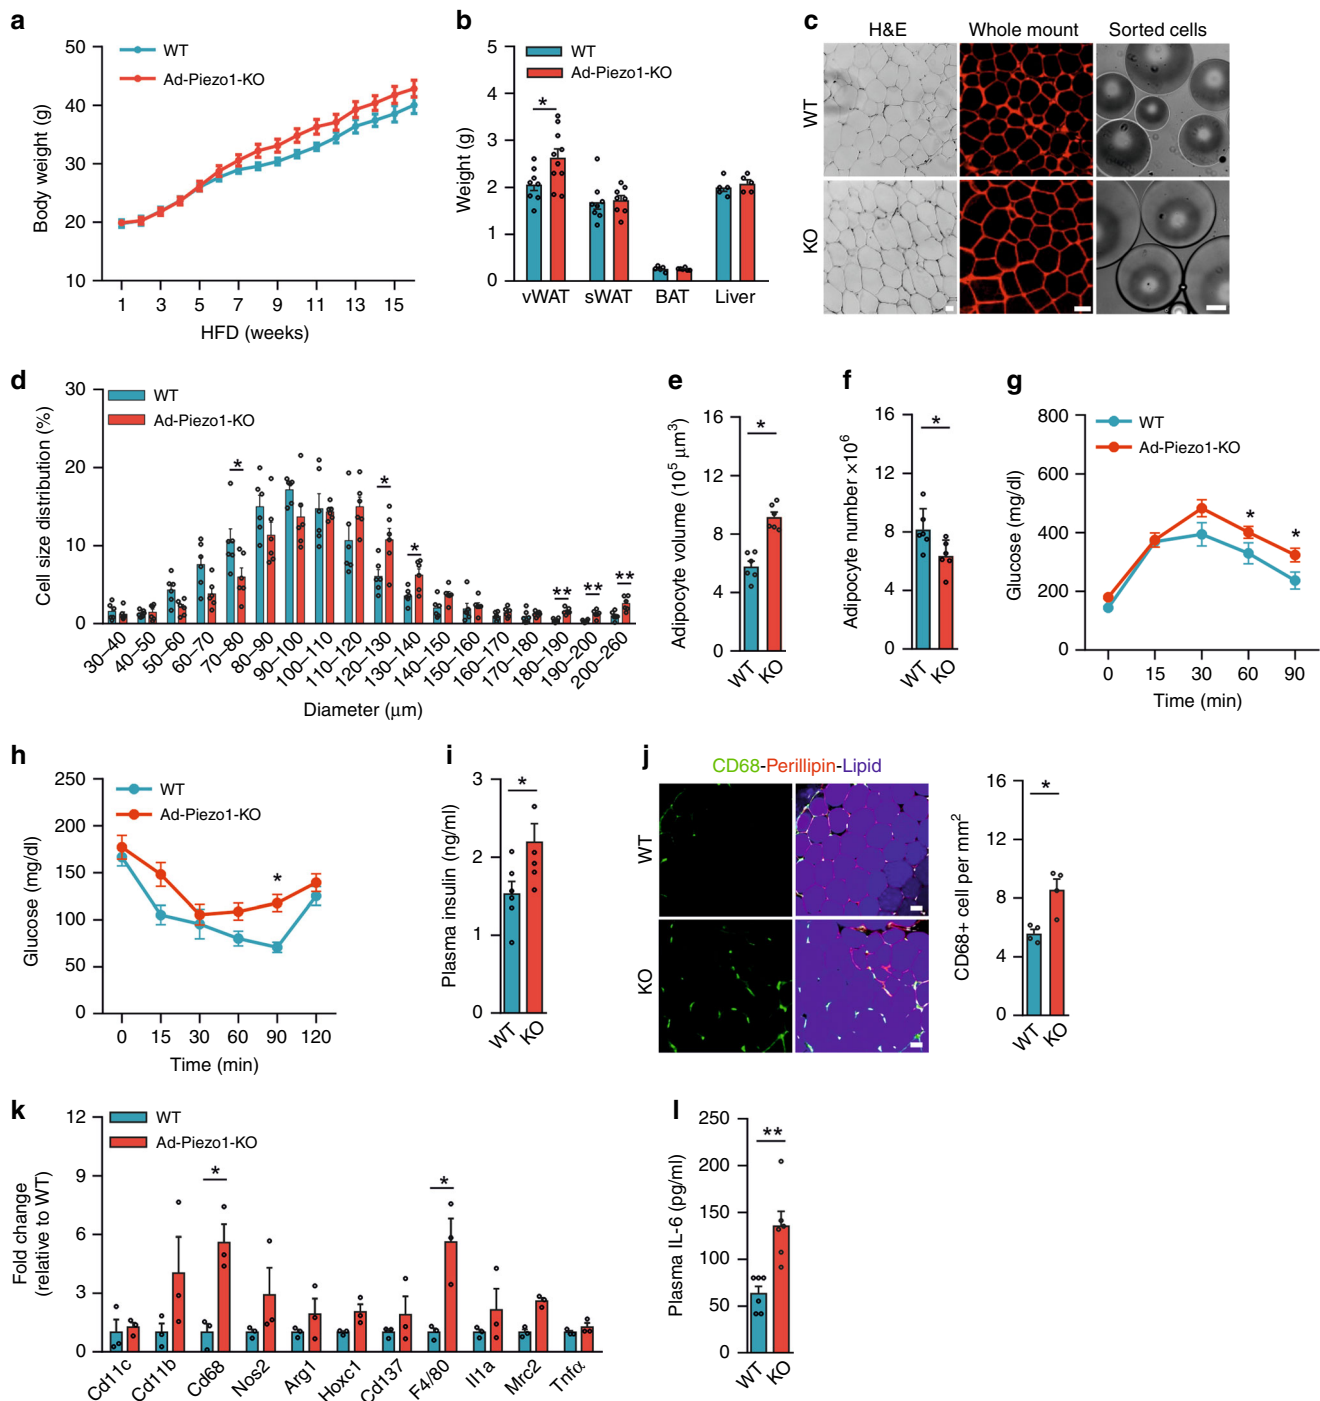 a
WT
Ad-Piezo1-KO
Body weight (g)
50
40
30
20
10
1 3 5 7 9 11 13 15
HFD (weeks)
b
WT
Ad-Piezo1-KO
Weight (g)
5
4
3
2
1
0
*
vWAT sWAT BAT Liver
c
H&E Whole mount Sorted cells
WT
KO
d
WT
Ad-Piezo1-KO
Cell size distribution (%)
30
20
10
0
* * * ** ** **
30–40 40–50 50–60 60–70 70–80 80–90 90–100 100–110 110–120 120–130 130–140 140–150 150–160 160–170 170–180 180–190 190–200 200–260
Diameter (μm)
e
Adipocyte volume (10⁵ μm³)
16
12
8
4
0
*
WT KO
f
Adipocyte number ×10⁶
16
12
8
4
0
*
WT KO
g
WT
Ad-Piezo1-KO
Glucose (mg/dl)
800
600
400
200
0
* *
0 15 30 60 90
Time (min)
h
WT
Ad-Piezo1-KO
Glucose (mg/dl)
250
200
150
100
50
0
*
0 15 30 60 90 120
Time (min)
i
Plasma insulin (ng/ml)
3
2
1
0
*
WT KO
j
CD68-Perillipin-Lipid
WT
KO
CD68+ cell per mm²
16
12
8
4
0
*
WT KO
k
WT
Ad-Piezo1-KO
Fold change
(relative to WT)
12
9
6
3
0
* *
Cd11c Cd11b Cd68 Nos2 Arg1 Hoxc1 Cd137 F4/80 Il1a Mrc2 Tnfα
l
Plasma IL-6 (pg/ml)
250
200
150
100
50
0
**
WT KO